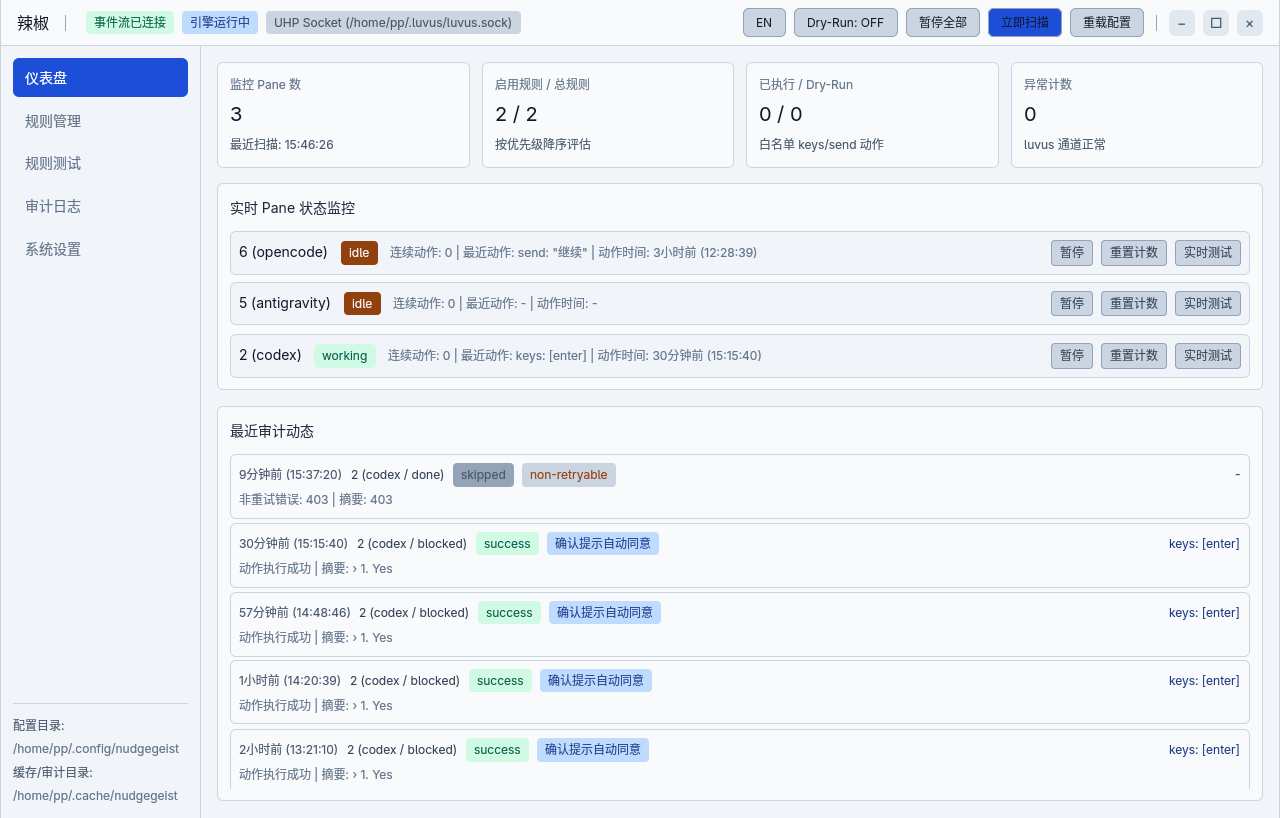 辣椒 事件流已连接 引擎运行中 UHP Socket (/home/pp/.luvus/luvus.sock) EN Dry-Run: OFF 暂停全部 立即扫描 重载配置
仪表盘
规则管理
规则测试
审计日志
系统设置
配置目录:
/home/pp/.config/nudgegeist
缓存/审计目录:
/home/pp/.cache/nudgegeist
监控 Pane 数
3
最近扫描: 15:46:26
启用规则 / 总规则
2 / 2
按优先级降序评估
已执行 / Dry-Run
0 / 0
白名单 keys/send 动作
异常计数
0
luvus 通道正常
实时 Pane 状态监控
6 (opencode) idle 连续动作: 0 | 最近动作: send: "继续" | 动作时间: 3小时前 (12:28:39) 暂停 重置计数 实时测试
5 (antigravity) idle 连续动作: 0 | 最近动作: - | 动作时间: - 暂停 重置计数 实时测试
2 (codex) working 连续动作: 0 | 最近动作: keys: [enter] | 动作时间: 30分钟前 (15:15:40) 暂停 重置计数 实时测试
最近审计动态
9分钟前 (15:37:20) 2 (codex / done) skipped non-retryable -
非重试错误: 403 | 摘要: 403
30分钟前 (15:15:40) 2 (codex / blocked) success 确认提示自动同意 keys: [enter]
动作执行成功 | 摘要: › 1. Yes
57分钟前 (14:48:46) 2 (codex / blocked) success 确认提示自动同意 keys: [enter]
动作执行成功 | 摘要: › 1. Yes
1小时前 (14:20:39) 2 (codex / blocked) success 确认提示自动同意 keys: [enter]
动作执行成功 | 摘要: › 1. Yes
2小时前 (13:21:10) 2 (codex / blocked) success 确认提示自动同意 keys: [enter]
动作执行成功 | 摘要: › 1. Yes